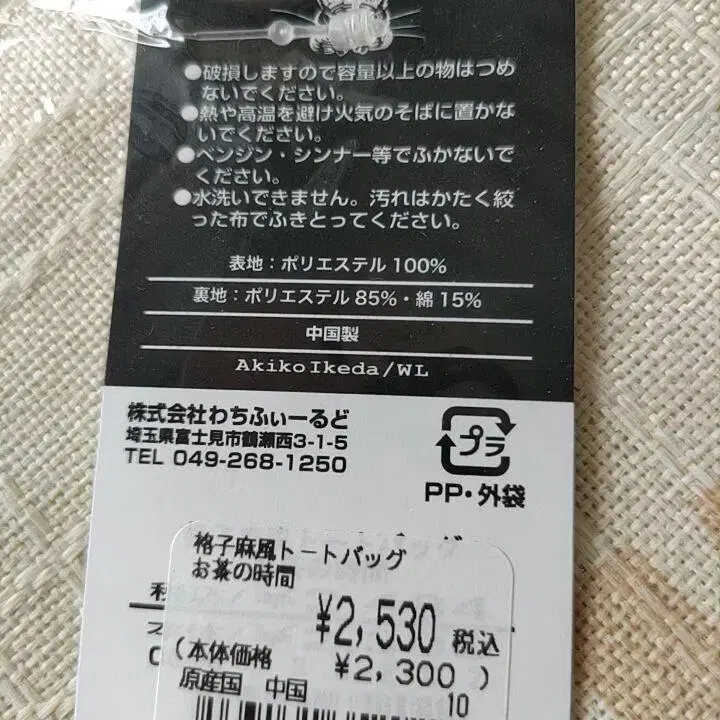 ●破損しますので容量以上の物はつめ
ないでください。
●熱や高温を避け火気のそばに置かな
いでください。
●ベンジン・シンナー等でふかないで
ください。
●水洗いできません。汚れはかたく絞
った布でふきとってください。
表地：ポリエステル 100%
裏地：ポリエステル 85%・綿 15%
中国製
AkikoIkeda/WL
株式会社わちふぃーるど
埼玉県富士見市鶴瀬西3-1-5
TEL 049-268-1250
プラ
PP・外袋
格子麻風トートバッグ
お茶の時間
¥2,530 税込
(本体価格 ¥2,300 )
原産国 中国 10